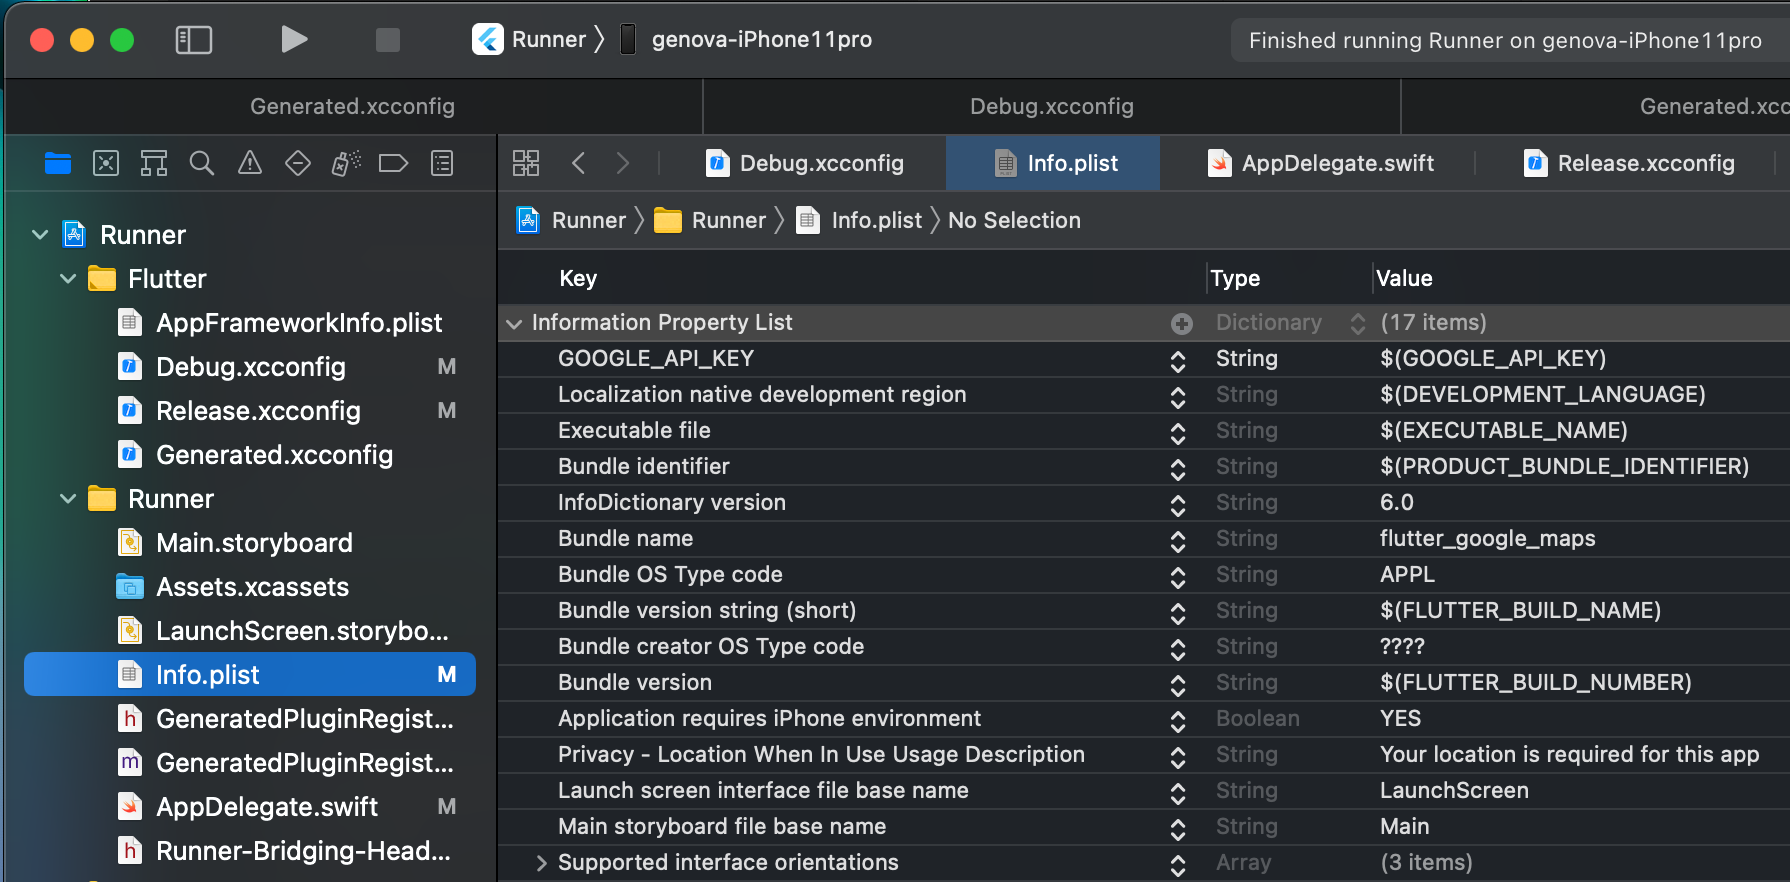 Runner 〉 genova-iPhone11pro
Finished running Runner on genova-iPhone11pro
Generated.xcconfig
Debug.xcconfig
Generated.xcc
Debug.xcconfig
Info.plist
AppDelegate.swift
Release.xcconfig
Runner 〉 Runner 〉 Info.plist 〉 No Selection
Runner
Flutter
AppFrameworkInfo.plist
Debug.xcconfig M
Release.xcconfig M
Generated.xcconfig
Runner
Main.storyboard
Assets.xcassets
LaunchScreen.storybo...
Info.plist M
GeneratedPluginRegist...
GeneratedPluginRegist...
AppDelegate.swift M
Runner-Bridging-Head...
Key Type Value
Information Property List Dictionary (17 items)
GOOGLE_API_KEY String $(GOOGLE_API_KEY)
Localization native development region String $(DEVELOPMENT_LANGUAGE)
Executable file String $(EXECUTABLE_NAME)
Bundle identifier String $(PRODUCT_BUNDLE_IDENTIFIER)
InfoDictionary version String 6.0
Bundle name String flutter_google_maps
Bundle OS Type code String APPL
Bundle version string (short) String $(FLUTTER_BUILD_NAME)
Bundle creator OS Type code String ????
Bundle version String $(FLUTTER_BUILD_NUMBER)
Application requires iPhone environment Boolean YES
Privacy - Location When In Use Usage Description String Your location is required for this app
Launch screen interface file base name String LaunchScreen
Main storyboard file base name String Main
Supported interface orientations Array (3 items)